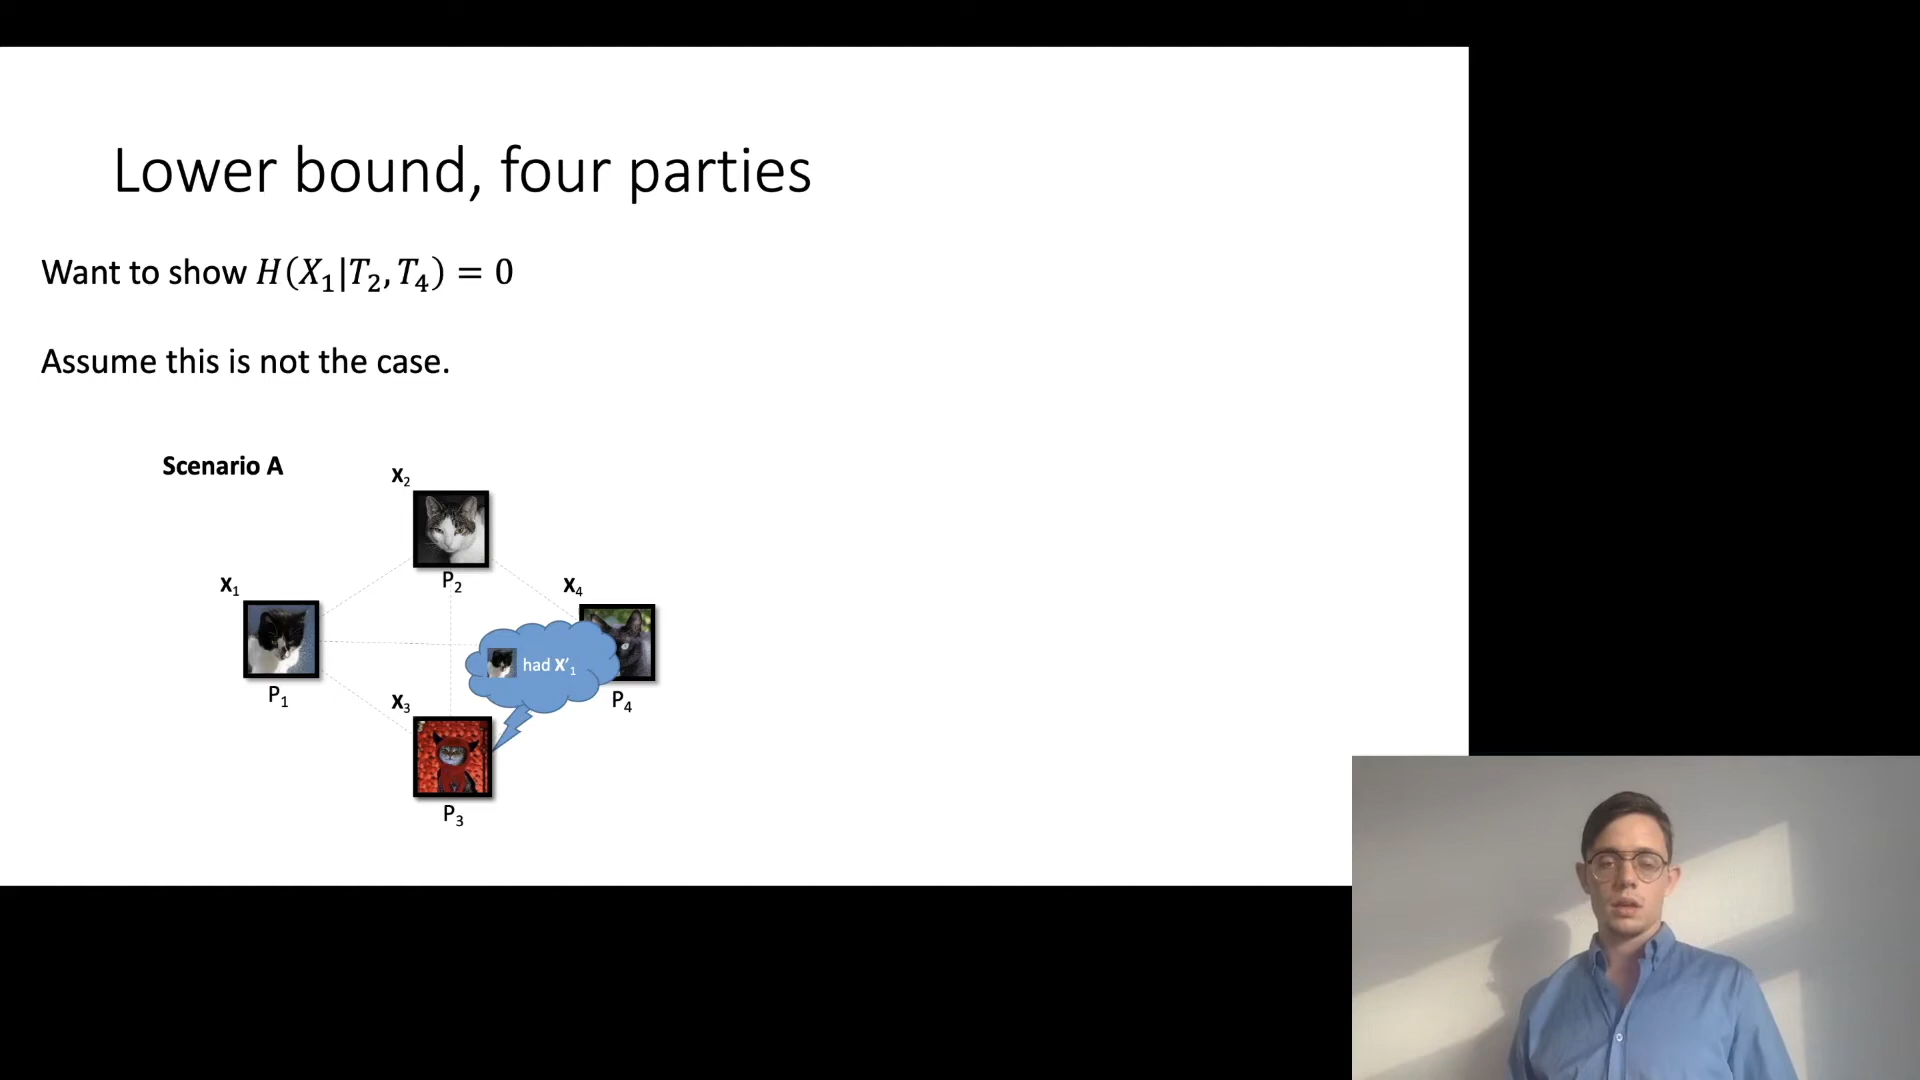 Lower bound, four parties
Want to show H(X₁|T₂, T₄) = 0
Assume this is not the case.
Scenario A
X₂
P₂
X₁
X₄
had X′₁
P₁
P₄
X₃
P₃